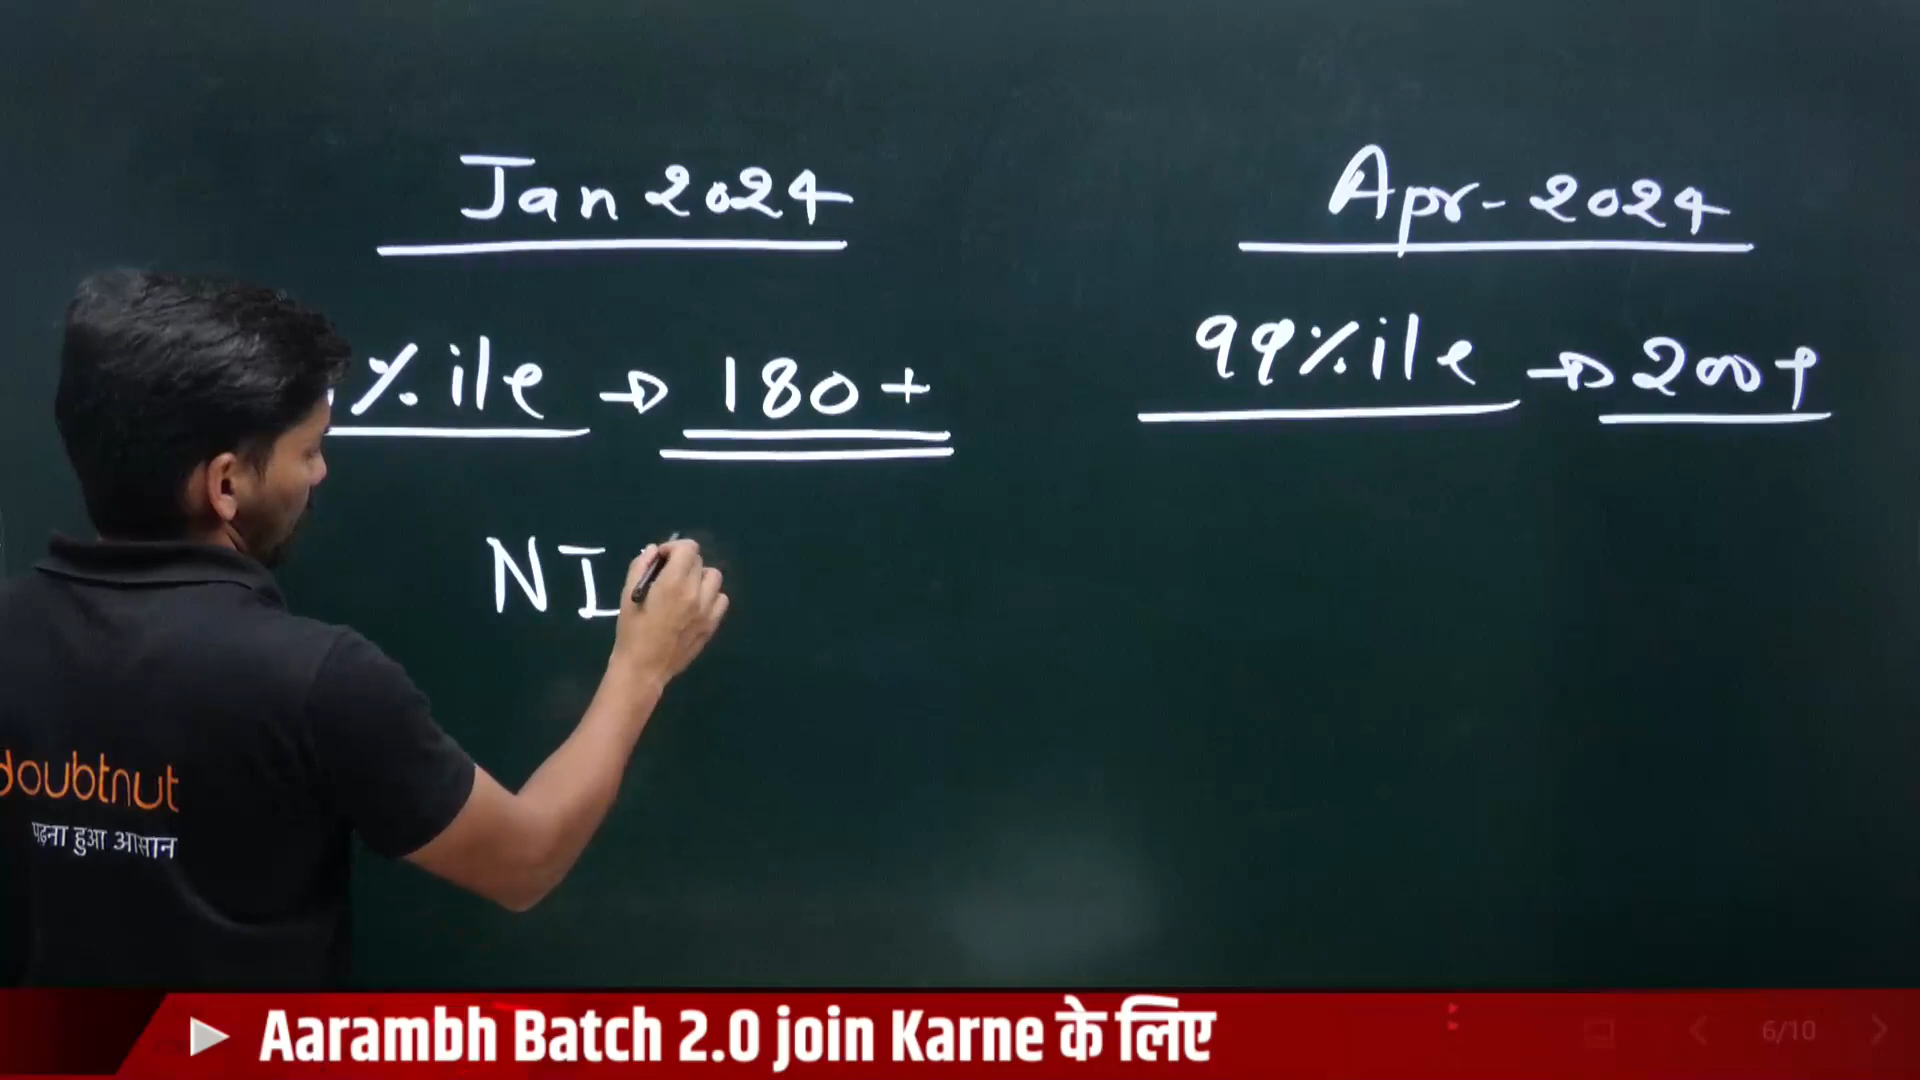 Jan 2024
Apr- 2024
%ile → 180+
99%ile → 200+
NI
doubtnut
पढ़ना हुआ आसान
Aarambh Batch 2.0 join Karne के लिए
6/10